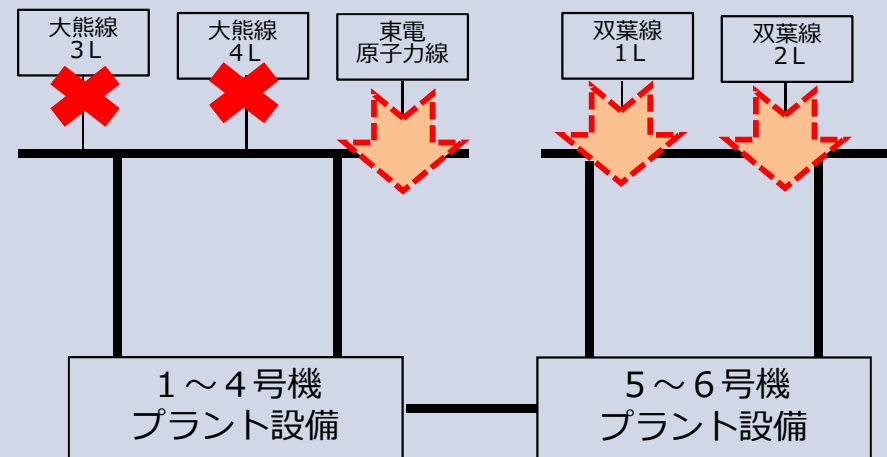 大熊線
３Ｌ
大熊線
４Ｌ
東電
原子力線
双葉線
１Ｌ
双葉線
２Ｌ
１～４号機
プラント設備
５～６号機
プラント設備